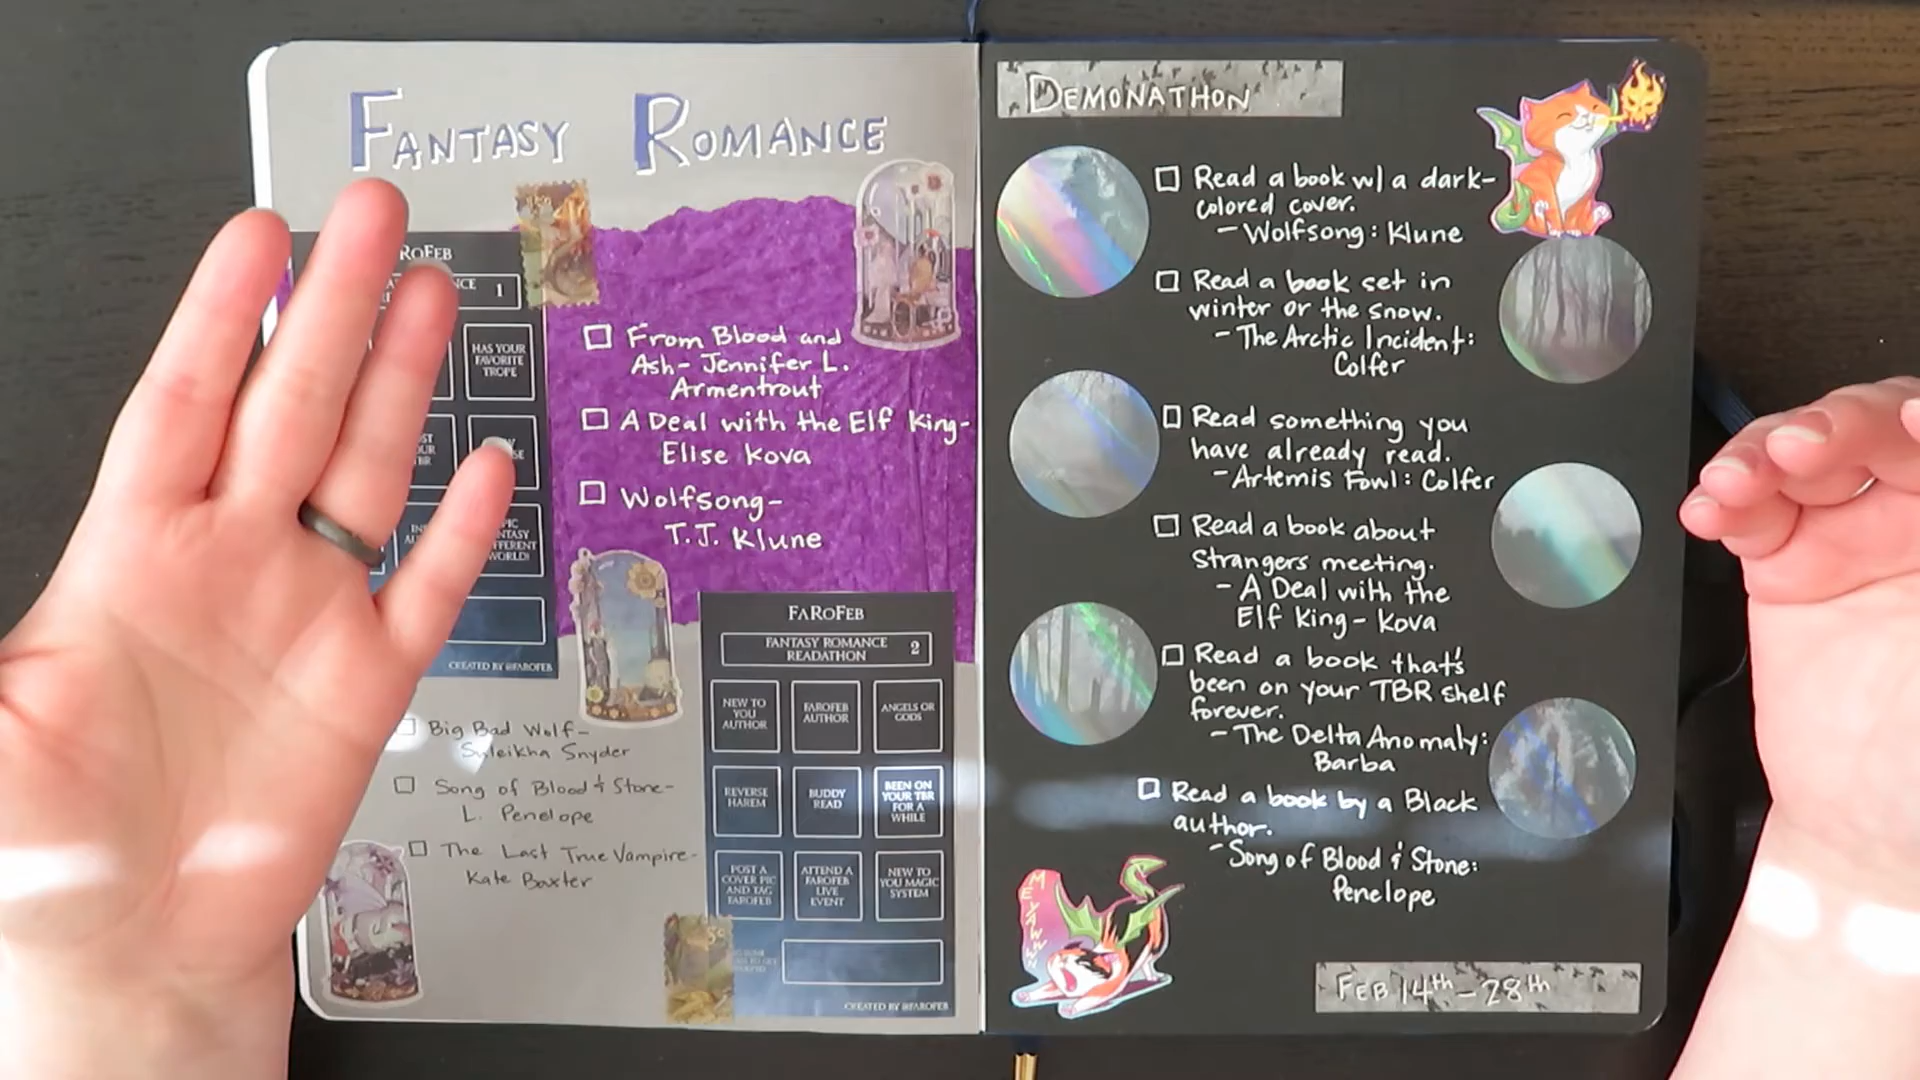 FANTASY ROMANCE
ROFEB
NCE 1
HAS YOUR
FAVORITE
TROPE
From Blood and
Ash- Jennifer L.
Armentrout
A Deal with the Elf King-
Elise Kova
Wolfsong-
T.J. Klune
CREATED BY @FAROFEB
Big Bad Wolf-
Suleikha Snyder
Song of Blood & Stone-
L. Penelope
The Last True Vampire-
Kate Baxter
FAROFEB
FANTASY ROMANCE
READATHON 2
NEW TO
YOU
AUTHOR
FAROFEB
AUTHOR
ANGELS OR
GODS
REVERSE
HAREM
BUDDY
READ
BEEN ON
YOUR TBR
FOR A
WHILE
POST A
COVER PIC
AND TAG
FAROFEB
ATTEND A
FAROFEB
LIVE
EVENT
NEW TO
YOU MAGIC
SYSTEM
CREATED BY @FAROFEB
DEMONATHON
Read a book w/ a dark-
colored cover.
- Wolfsong: Klune
Read a book set in
winter or the snow.
- The Arctic Incident:
Colfer
Read something you
have already read.
- Artemis Fowl: Colfer
Read a book about
strangers meeting.
- A Deal with the
Elf King - Kova
Read a book that's
been on your TBR shelf
forever.
- The Delta Anomaly:
Barba
Read a book by a Black
author.
- Song of Blood & Stone:
Penelope
FEB 14th - 28th